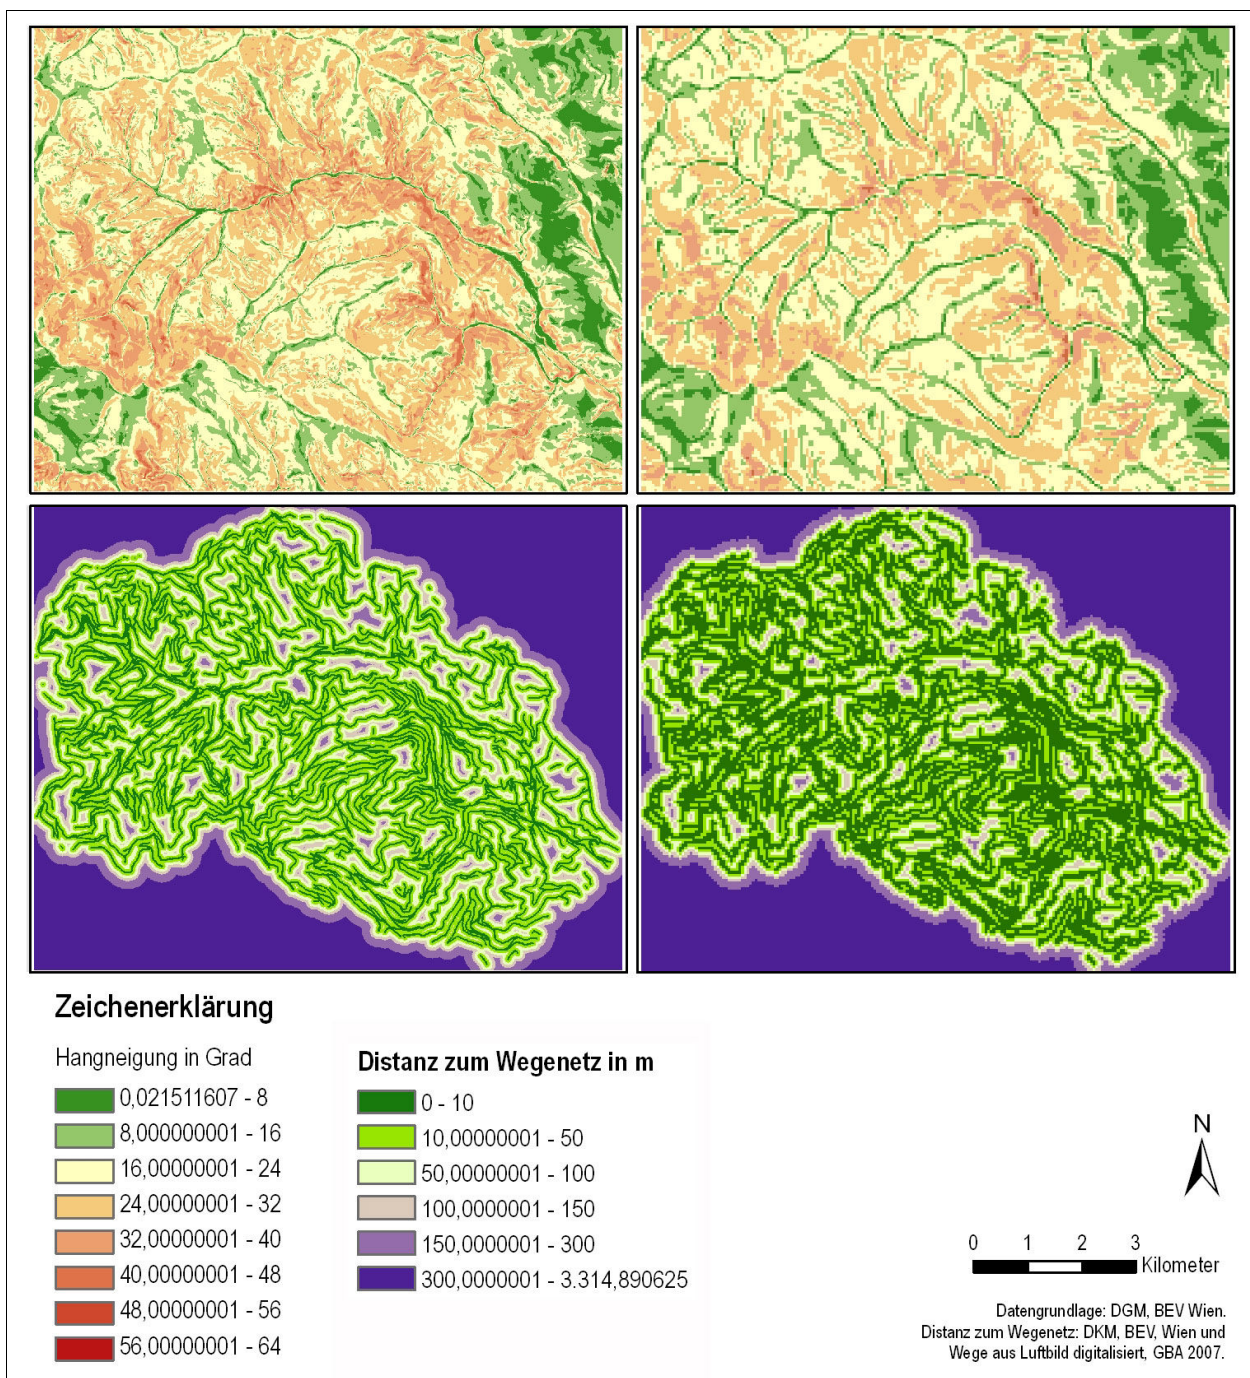 Zeichenerklärung
Hangneigung in Grad
0,021511607 - 8
8,000000001 - 16
16,00000001 - 24
24,00000001 - 32
32,00000001 - 40
40,00000001 - 48
48,00000001 - 56
56,00000001 - 64
Distanz zum Wegenetz in m
0 - 10
10,00000001 - 50
50,00000001 - 100
100,0000001 - 150
150,0000001 - 300
300,0000001 - 3.314,890625
N
0 1 2 3
Kilometer
Datengrundlage: DGM, BEV Wien.
Distanz zum Wegenetz: DKM, BEV, Wien und
Wege aus Luftbild digitalisiert, GBA 2007.